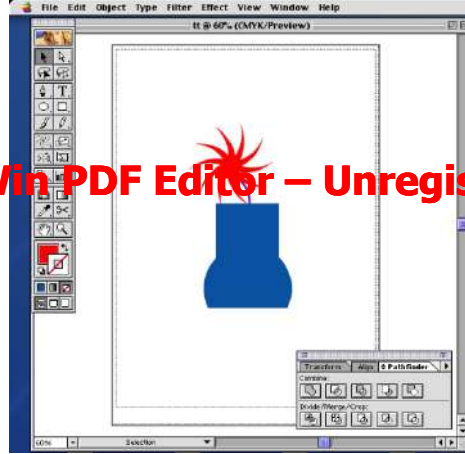 File Edit Object Type Filter Effect View Window Help
tt @ 60% (CMYK/Preview)
Win PDF Editor – Unregis
Transform Align Pathfinder
Combine:
Divide/Merge/Crop:
60% Selection